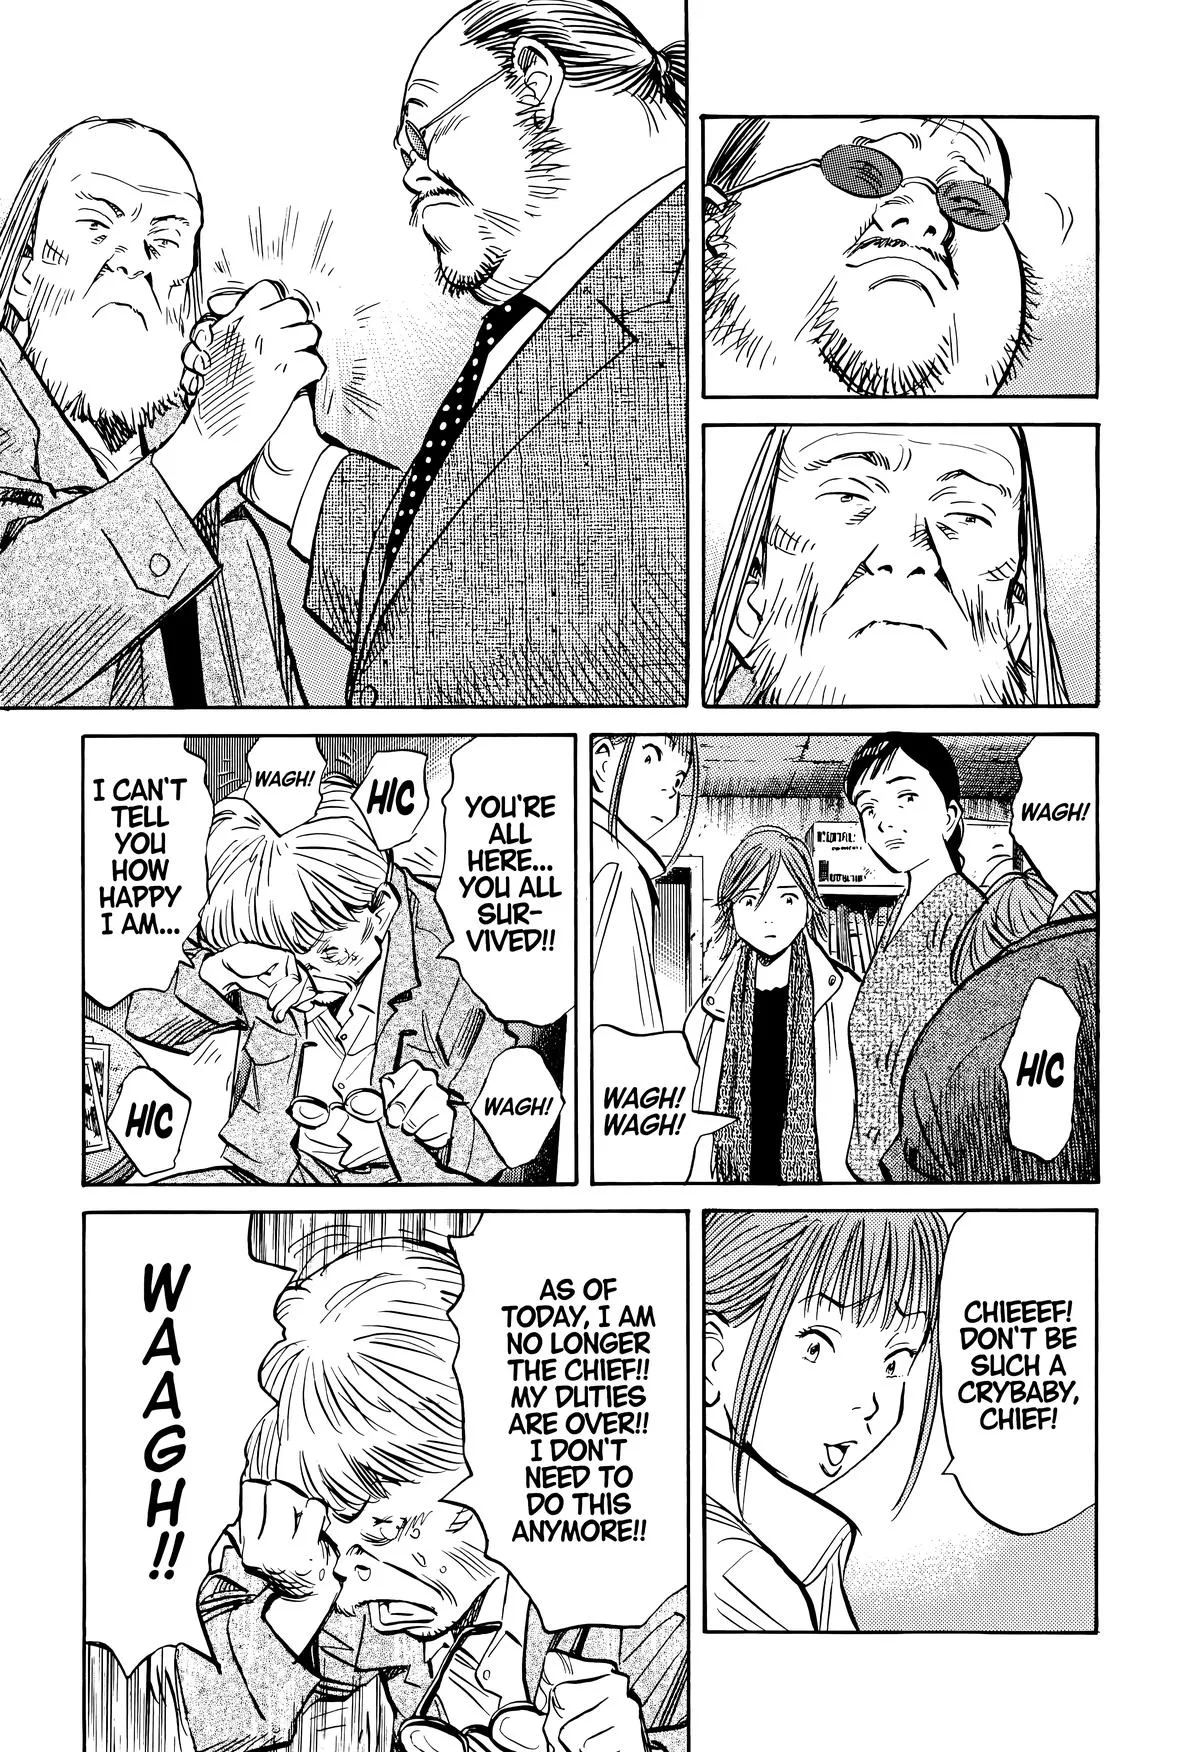 WAGH!
HIC
WAGH!
WAGH!
YOU'RE
ALL
HERE...
YOU ALL
SUR-
VIVED!!
HIC
WAGH!
I CAN'T
TELL
YOU
HOW
HAPPY
I AM...
WAGH!
HIC
CHIEEEF!
DON'T BE
SUCH A
CRYBABY,
CHIEF!
AS OF
TODAY, I AM
NO LONGER
THE CHIEF!!
MY DUTIES
ARE OVER!!
I DON'T
NEED TO
DO THIS
ANYMORE!!
WAAGH!!